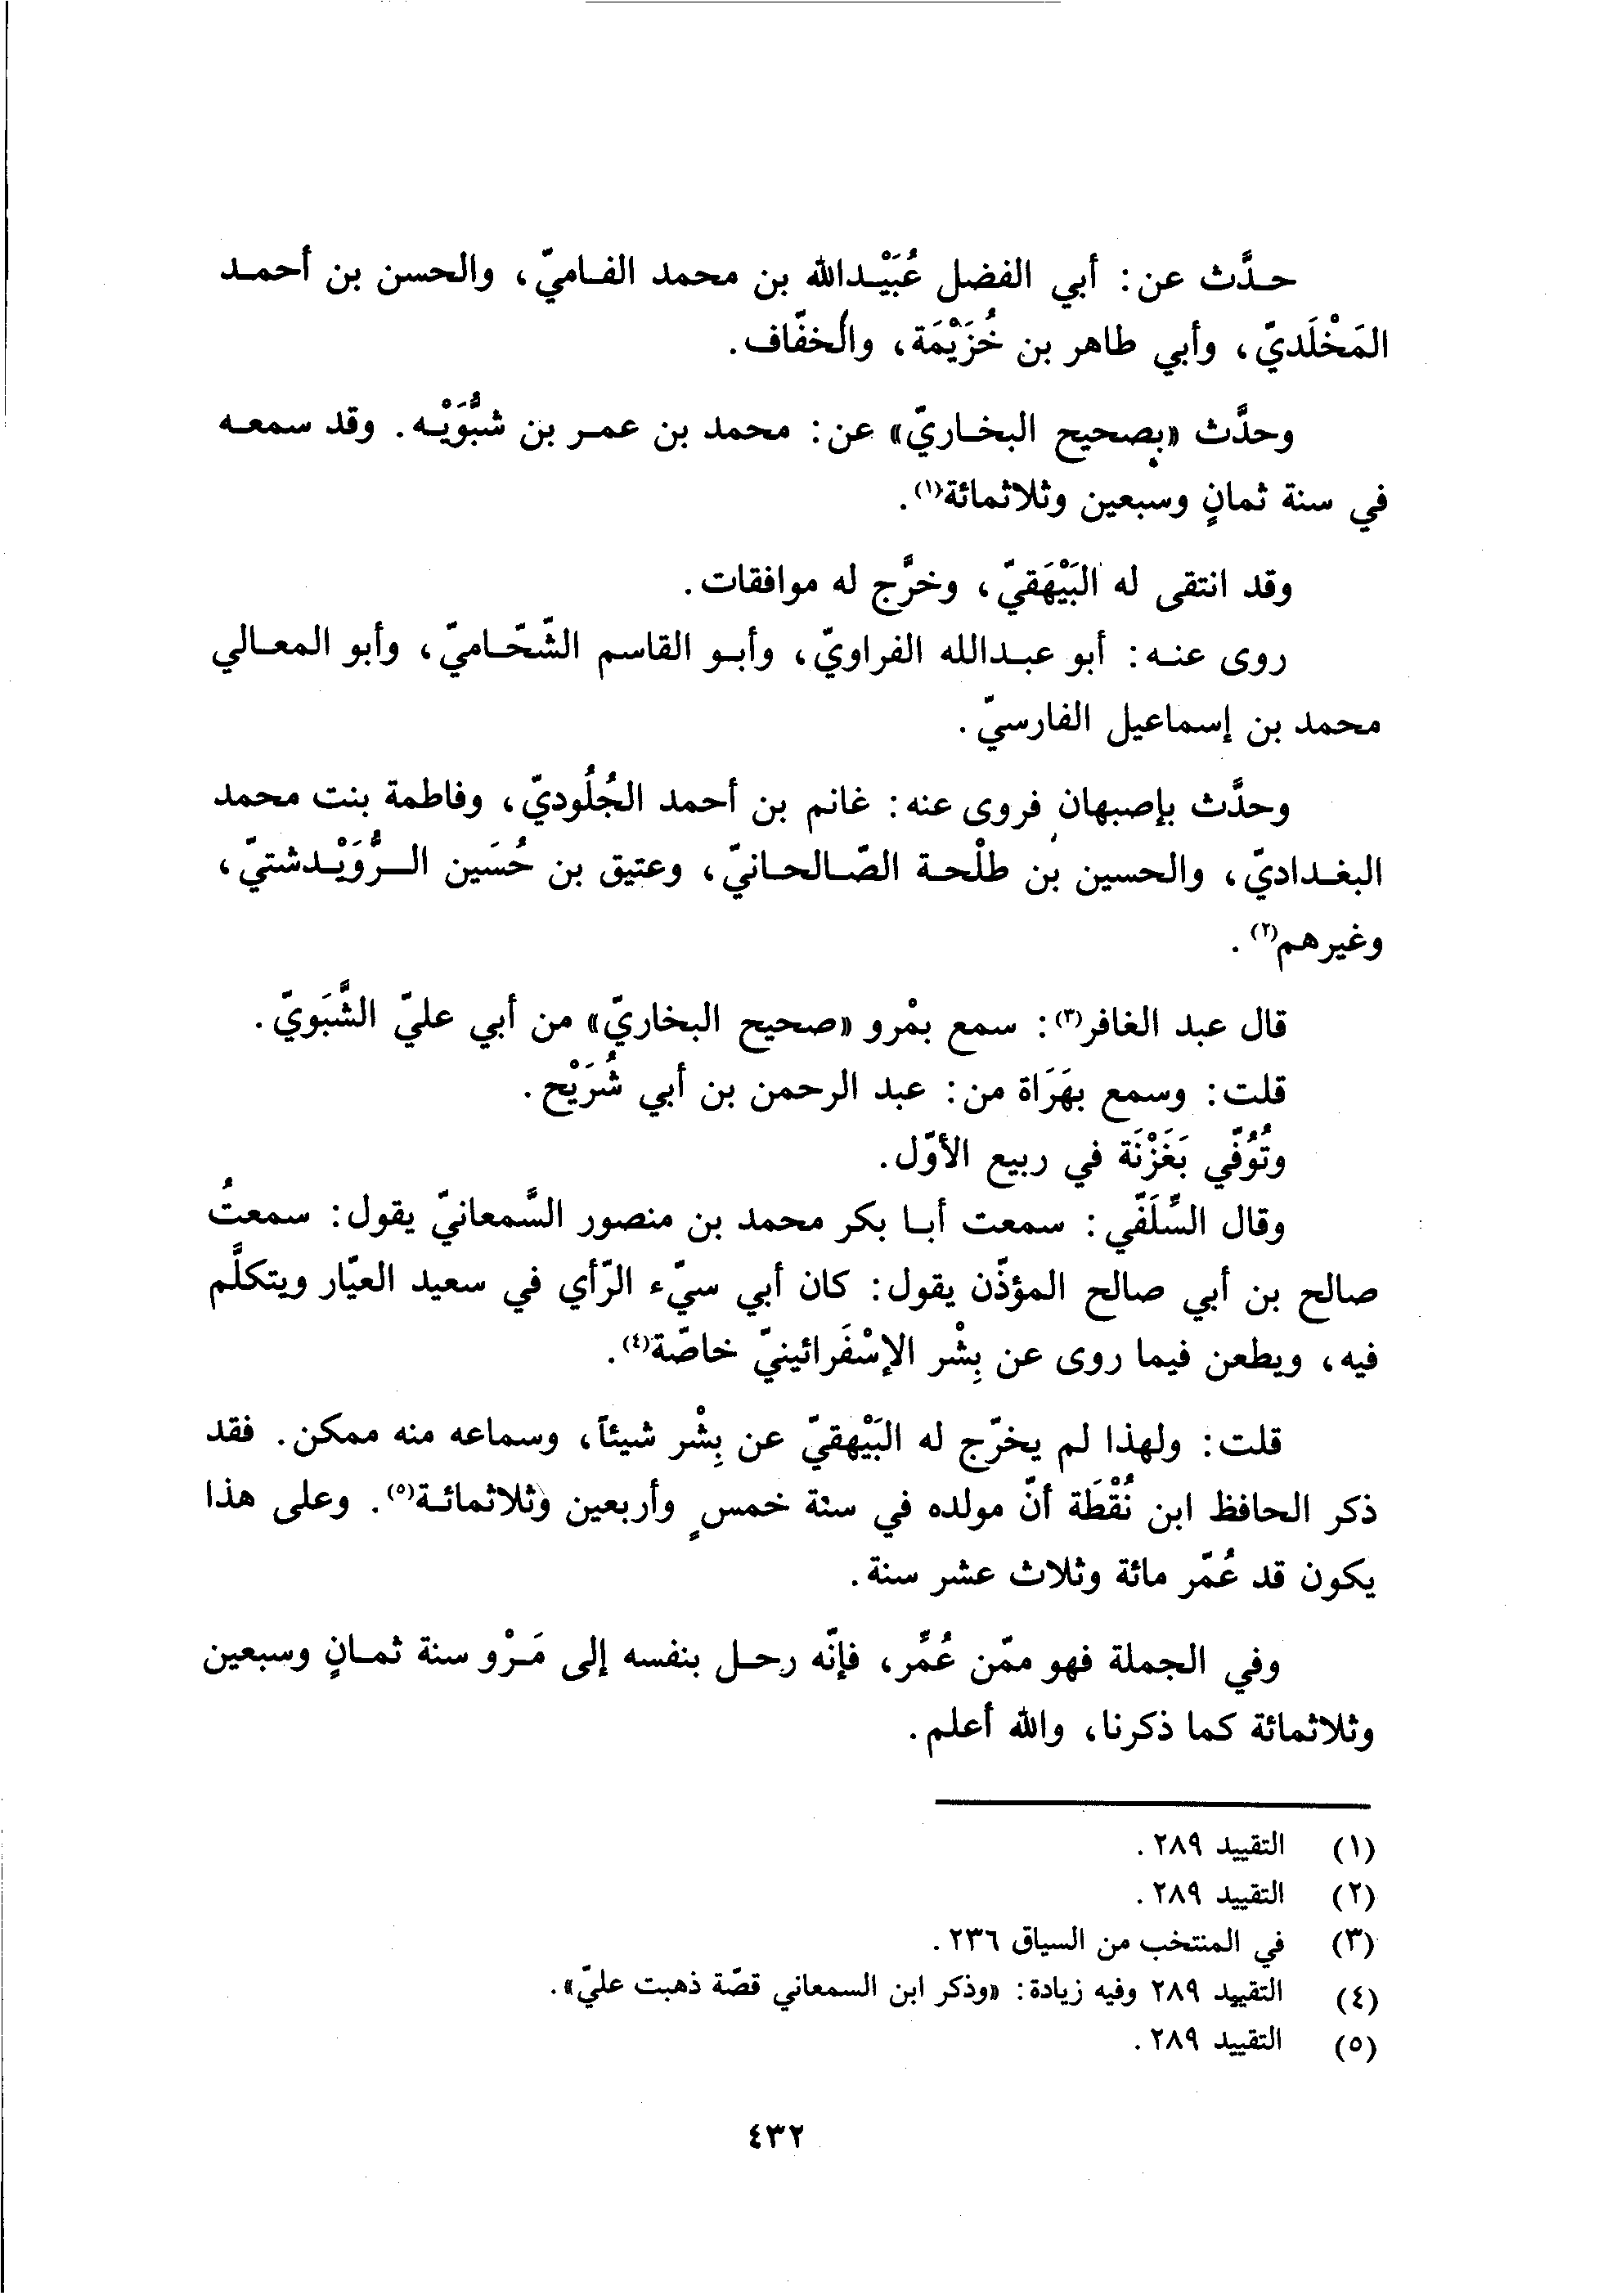 حدَّث عن: أبي الفضل عُبَيْدالله بن محمد الفاميّ، والحسن بن أحمد
المَخْلَديّ، وأبي طاهر بن خُزَيْمَة، والخفّاف.
وحدَّث «بصحيح البخاريّ» عن: محمد بن عمر بن شبُّوَيْه. وقد سمعه
في سنة ثمانٍ وسبعين وثلاثمائة(١).
وقد انتقى له البَيْهَقيّ، وخرَّج له موافقات.
روى عنه: أبو عبدالله الفراويّ، وأبو القاسم الشّحّاميّ، وأبو المعالي
محمد بن إسماعيل الفارسيّ.
وحدَّث بإصبهان فروى عنه: غانم بن أحمد الجُلُوديّ، وفاطمة بنت محمد
البغداديّ، والحسين بن طلْحة الصّالحانيّ، وعتيق بن حُسَين الرُّوَيْدشتيّ،
وغيرهم(٢).
قال عبد الغافر(٣): سمع بمْرو «صحيح البخاريّ» من أبي عليّ الشَّبَويّ.
قلت: وسمع بهَرَاة من: عبد الرحمن بن أبي شُرَيْح.
وتُوُفّي بَغَزْنَة في ربيع الأوّل.
وقال السِّلَفّي: سمعت أبا بكر محمد بن منصور السَّمعانيّ يقول: سمعتُ
صالح بن أبي صالح المؤذّن يقول: كان أبي سيّء الرّأي في سعيد العيّار ويتكلَّم
فيه، ويطعن فيما روى عن بِشْر الإسْفَرائينيّ خاصّة(٤).
قلت: ولهذا لم يخرّج له البَيْهقيّ عن بِشْر شيئاً، وسماعه منه ممكن. فقد
ذكر الحافظ ابن نُقْطَة أنّ مولده في سنة خمسٍ وأربعين وثلاثمائة(٥). وعلى هذا
يكون قد عُمّر مائة وثلاث عشر سنة.
وفي الجملة فهو ممّن عُمِّر، فإنّه رحل بنفسه إلى مَرْو سنة ثمانٍ وسبعين
وثلاثمائة كما ذكرنا، والله أعلم.
(١) التقييد ٢٨٩.
(٢) التقييد ٢٨٩.
(٣) في المنتخب من السياق ٢٣٦.
(٤) التقييد ٢٨٩ وفيه زيادة: «وذكر ابن السمعاني قصّة ذهبت عليّ».
(٥) التقييد ٢٨٩.
٤٣٢